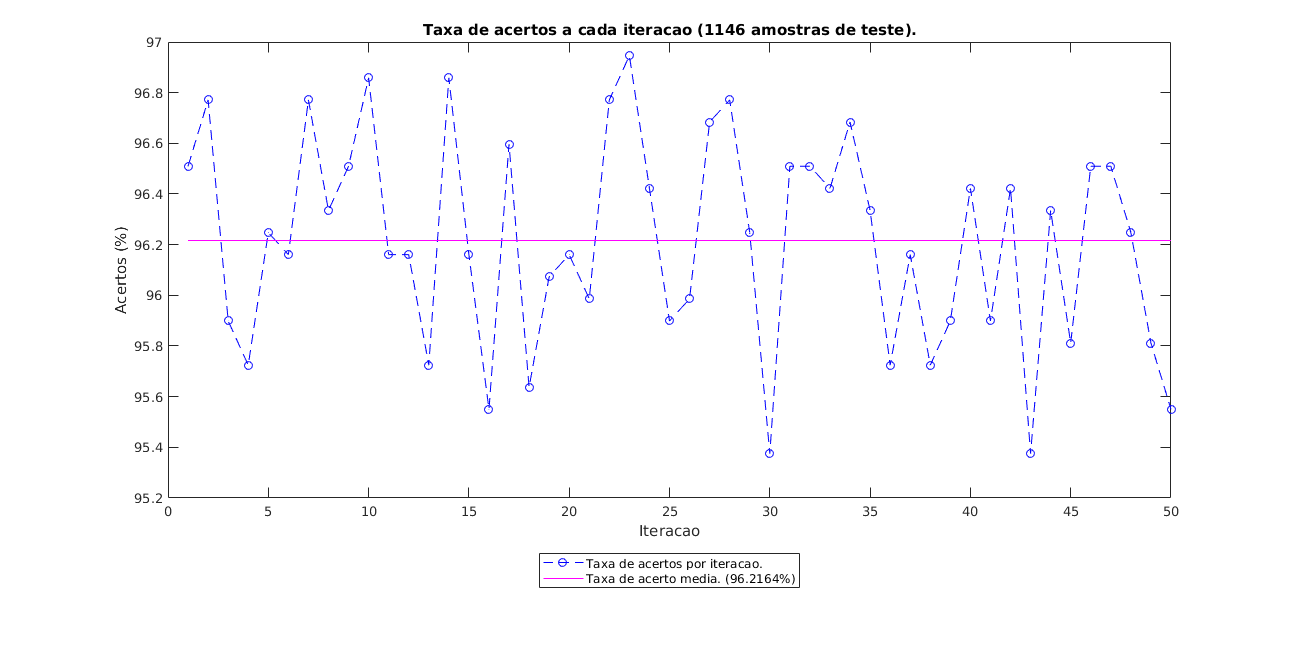 Taxa de acertos a cada iteracao (1146 amostras de teste).
97
96.8
96.6
96.4
96.2
96
95.8
95.6
95.4
95.2
Acertos (%)
0 5 10 15 20 25 30 35 40 45 50
Iteracao
Taxa de acertos por iteracao.
Taxa de acerto media. (96.2164%)